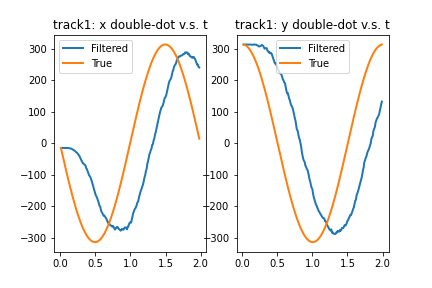 track1: x double-dot v.s. t
track1: y double-dot v.s. t
Filtered
True
Filtered
True
300
200
100
0
−100
−200
−300
0.0 0.5 1.0 1.5 2.0
300
200
100
0
−100
−200
−300
0.0 0.5 1.0 1.5 2.0